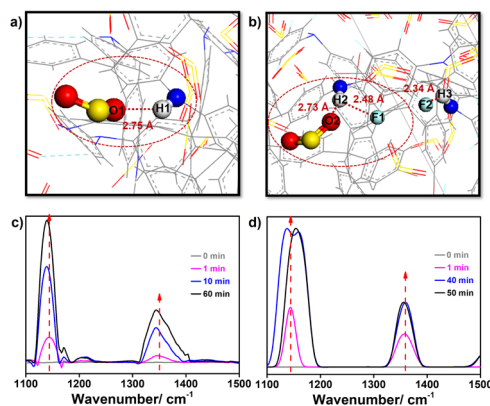 a)
O1
H1
2.75 Å
b)
2.34 Å
H3
H2
2.48 Å
F2
2.73 Å
F1
O2
c)
0 min
1 min
10 min
60 min
1100 1200 1300 1400 1500
Wavenumber/ cm⁻¹
d)
0 min
1 min
40 min
50 min
1100 1200 1300 1400 1500
Wavenumber/ cm⁻¹